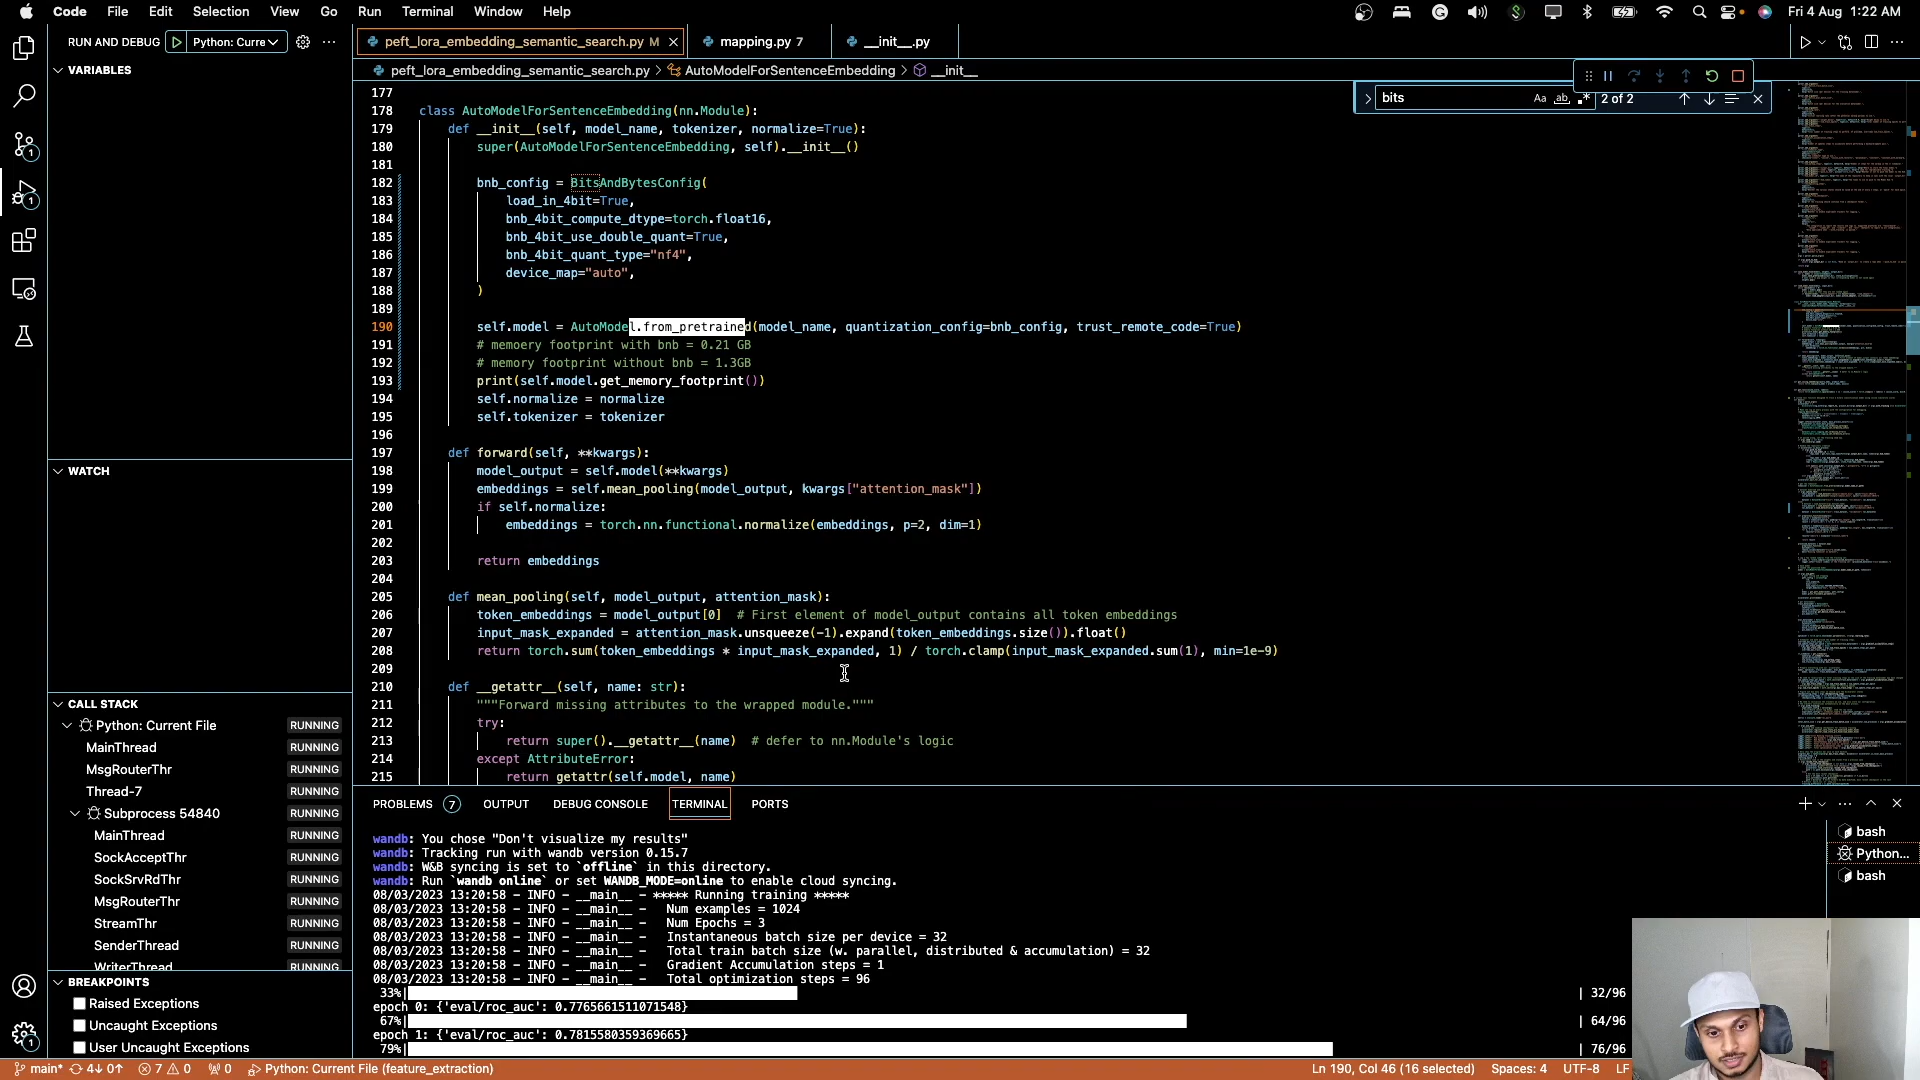 Code File Edit Selection View Go Run Terminal Window Help
Fri 4 Aug 1:22 AM
RUN AND DEBUG Python: Curre
peft_lora_embedding_semantic_search.py M
mapping.py 7
__init__.py
peft_lora_embedding_semantic_search.py > AutoModelForSentenceEmbedding > __init__
VARIABLES
bits
Aa ab .* 2 of 2
177
178 class AutoModelForSentenceEmbedding(nn.Module):
179 def __init__(self, model_name, tokenizer, normalize=True):
180 super(AutoModelForSentenceEmbedding, self).__init__()
181
182 bnb_config = BitsAndBytesConfig(
183 load_in_4bit=True,
184 bnb_4bit_compute_dtype=torch.float16,
185 bnb_4bit_use_double_quant=True,
186 bnb_4bit_quant_type="nf4",
187 device_map="auto",
188 )
189
190 self.model = AutoModel.from_pretrained(model_name, quantization_config=bnb_config, trust_remote_code=True)
191 # memoery footprint with bnb = 0.21 GB
192 # memory footprint without bnb = 1.3GB
193 print(self.model.get_memory_footprint())
194 self.normalize = normalize
195 self.tokenizer = tokenizer
196
197 def forward(self, **kwargs):
198 model_output = self.model(**kwargs)
199 embeddings = self.mean_pooling(model_output, kwargs["attention_mask"])
200 if self.normalize:
201 embeddings = torch.nn.functional.normalize(embeddings, p=2, dim=1)
202
203 return embeddings
204
205 def mean_pooling(self, model_output, attention_mask):
206 token_embeddings = model_output[0] # First element of model_output contains all token embeddings
207 input_mask_expanded = attention_mask.unsqueeze(-1).expand(token_embeddings.size()).float()
208 return torch.sum(token_embeddings * input_mask_expanded, 1) / torch.clamp(input_mask_expanded.sum(1), min=1e-9)
209
210 def __getattr__(self, name: str):
211 """Forward missing attributes to the wrapped module."""
212 try:
213 return super().__getattr__(name) # defer to nn.Module's logic
214 except AttributeError:
215 return getattr(self.model, name)
WATCH
CALL STACK
Python: Current File RUNNING
MainThread RUNNING
MsgRouterThr RUNNING
Thread-7 RUNNING
Subprocess 54840 RUNNING
MainThread RUNNING
SockAcceptThr RUNNING
SockSrvRdThr RUNNING
MsgRouterThr RUNNING
StreamThr RUNNING
SenderThread RUNNING
WriterThread RUNNING
BREAKPOINTS
Raised Exceptions
Uncaught Exceptions
User Uncaught Exceptions
PROBLEMS 7 OUTPUT DEBUG CONSOLE TERMINAL PORTS
bash
Python...
bash
wandb: You chose "Don't visualize my results"
wandb: Tracking run with wandb version 0.15.7
wandb: W&B syncing is set to `offline` in this directory.
wandb: Run `wandb online` or set WANDB_MODE=online to enable cloud syncing.
08/03/2023 13:20:58 - INFO - __main__ - ***** Running training *****
08/03/2023 13:20:58 - INFO - __main__ - Num examples = 1024
08/03/2023 13:20:58 - INFO - __main__ - Num Epochs = 3
08/03/2023 13:20:58 - INFO - __main__ - Instantaneous batch size per device = 32
08/03/2023 13:20:58 - INFO - __main__ - Total train batch size (w. parallel, distributed & accumulation) = 32
08/03/2023 13:20:58 - INFO - __main__ - Gradient Accumulation steps = 1
08/03/2023 13:20:58 - INFO - __main__ - Total optimization steps = 96
33%| | 32/96
epoch 0: {'eval/roc_auc': 0.7765661511071548}
67%| | 64/96
epoch 1: {'eval/roc_auc': 0.7815580359369665}
79%| | 76/96
main* 4↓ 0↑ 7 0 0 Python: Current File (feature_extraction)
Ln 190, Col 46 (16 selected) Spaces: 4 UTF-8 LF